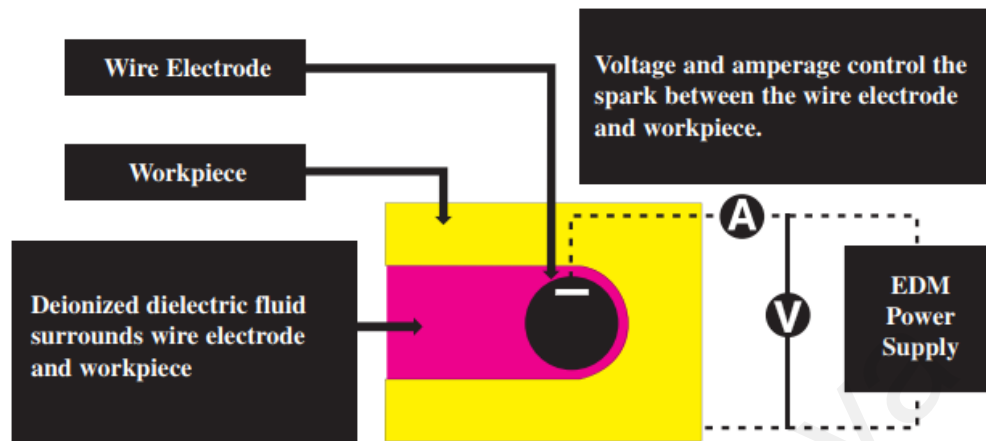 Wire Electrode
Voltage and amperage control the
spark between the wire electrode
and workpiece.
Workpiece
A
Deionized dielectric fluid
surrounds wire electrode
and workpiece
V
EDM
Power
Supply